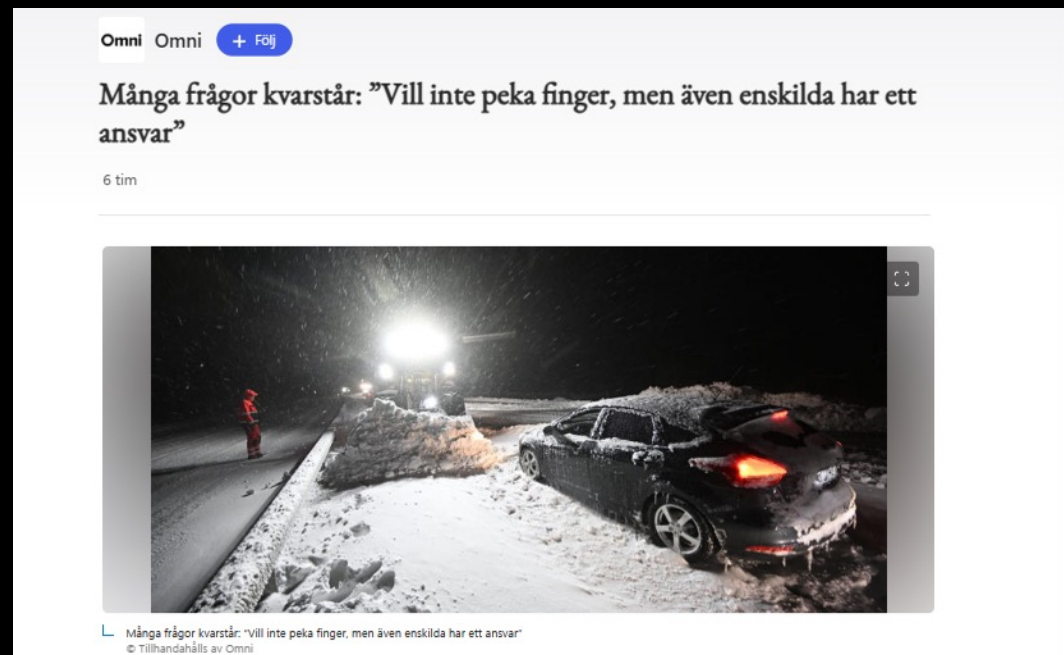 Omni Omni + Följ
Många frågor kvarstår: ”Vill inte peka finger, men även enskilda har ett
ansvar”
6 tim
Många frågor kvarstår: ”Vill inte peka finger, men även enskilda har ett ansvar”
© Tillhandahålls av Omni